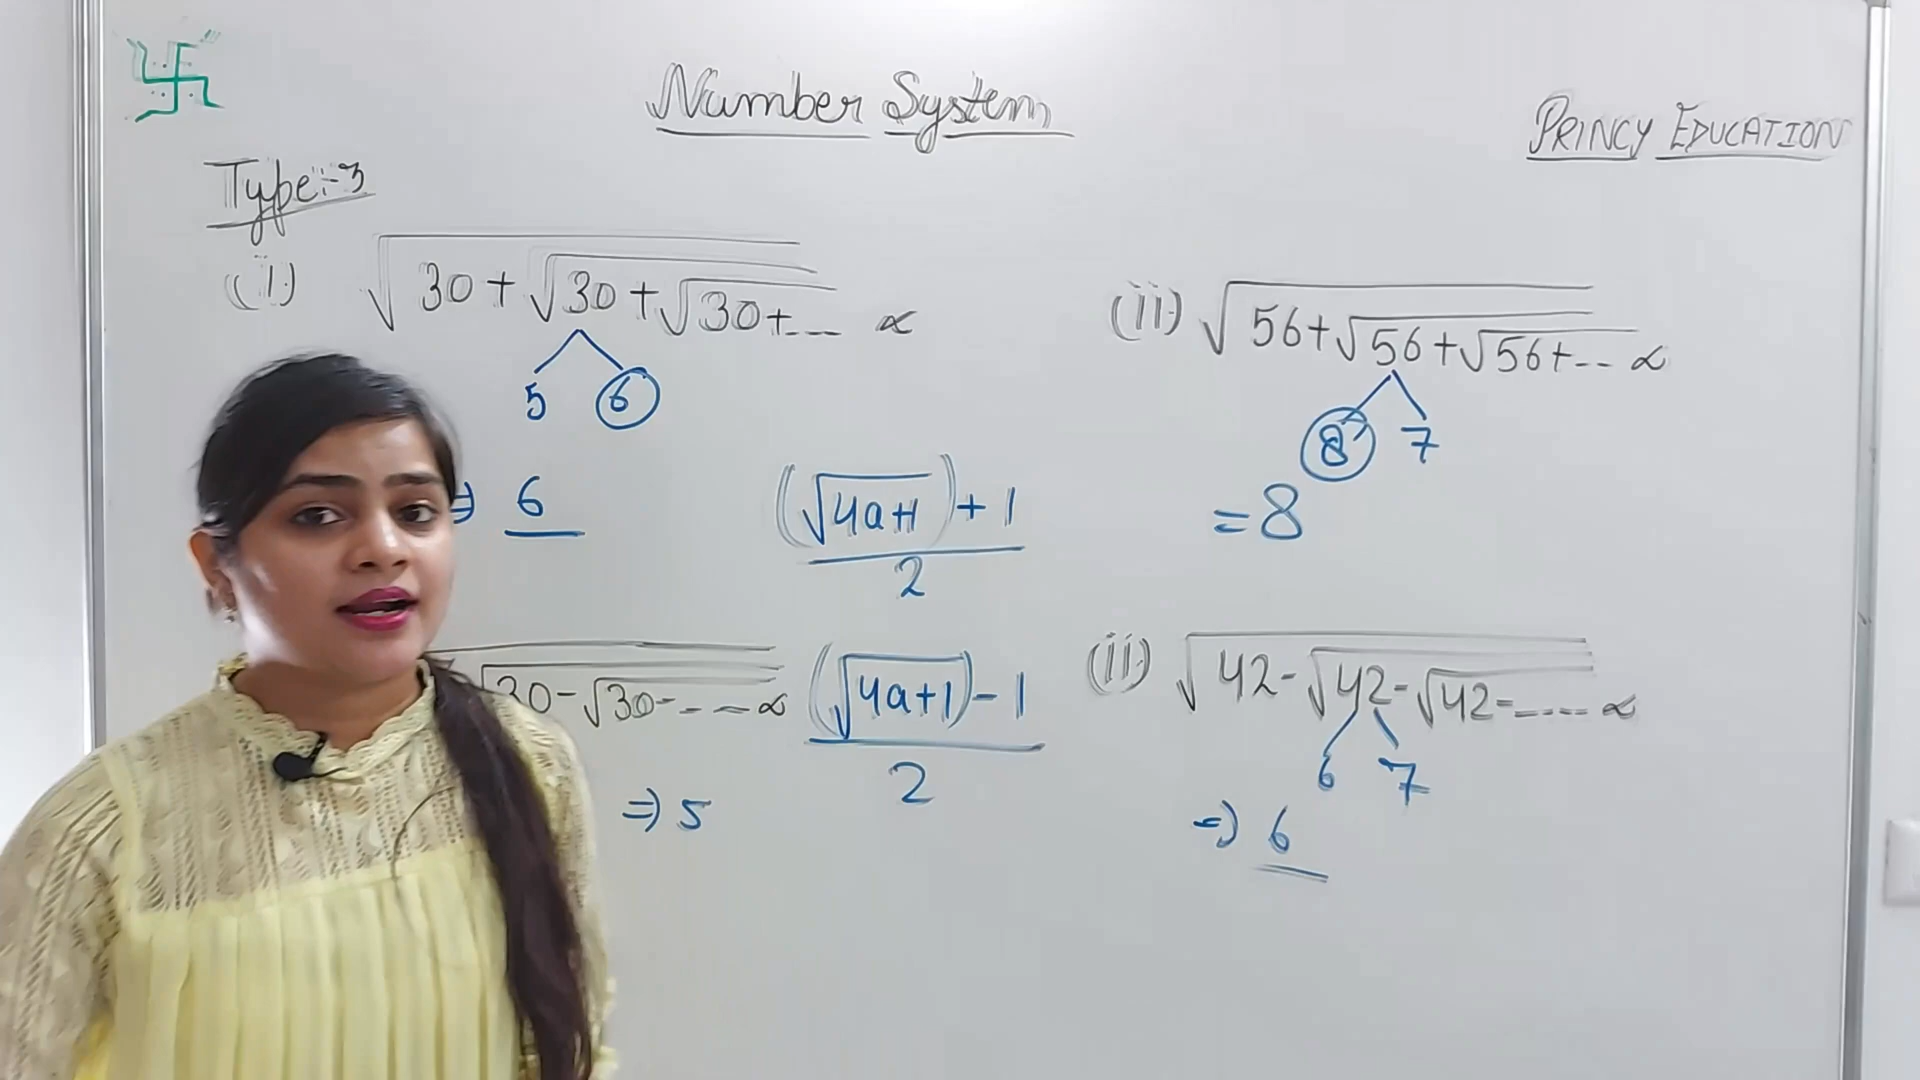 Number System
PRINCY EDUCATION
Type:-3
(i) √30+√30+√30+--- ∝
5 6
⇒ 6
(√4a+1)+1
2
(ii) √56+√56+√56+--- ∝
8 7
=8
√30-√30----∝
(√4a+1)-1
2
⇒ 5
(ii) √42-√42-√42----- ∝
6 7
⇒ 6